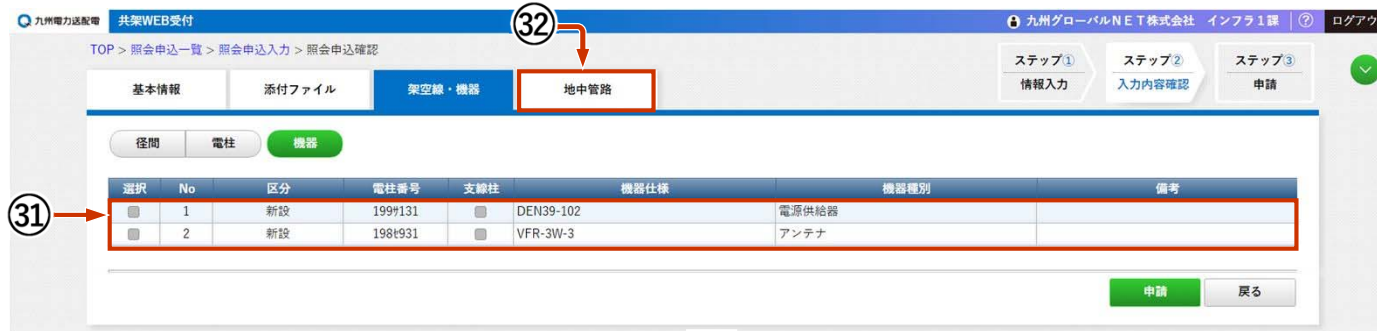 九州電力送配電 共架WEB受付 ㉜ 九州グローバルNET株式会社 インフラ1課 ? ログアウ
TOP > 照会申込一覧 > 照会申込入力 > 照会申込確認
ステップ① ステップ② ステップ③
情報入力 入力内容確認 申請
基本情報 添付ファイル 架空線・機器 地中管路
径間 電柱 機器
選択 No 区分 電柱番号 支線柱 機器仕様 機器種別 備考
㉛
1 新設 199ｻ131 DEN39-102 電源供給器
2 新設 198ﾋ931 VFR-3W-3 アンテナ
申請 戻る